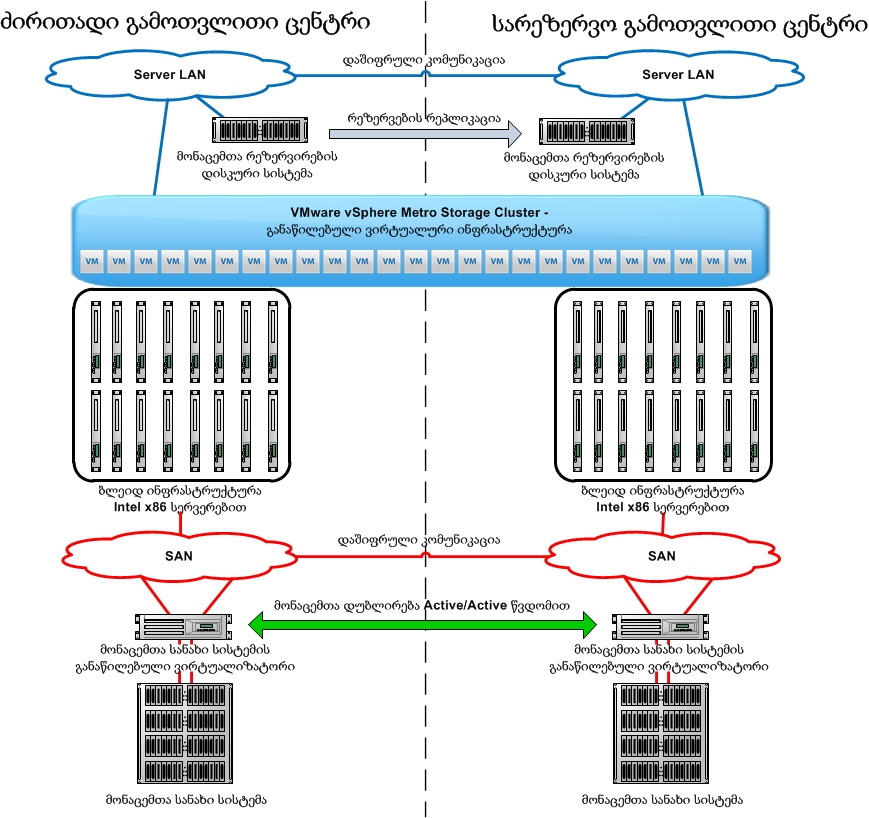 ძირითადი გამოთვლითი ცენტრი
სარეზერვო გამოთვლითი ცენტრი
დაშიფრული კომუნიკაცია
Server LAN
Server LAN
რეზერვების რეპლიკაცია
მონაცემთა რეზერვირების
დისკური სისტემა
მონაცემთა რეზერვირების
დისკური სისტემა
VMware vSphere Metro Storage Cluster -
განაწილებული ვირტუალური ინფრასტრუქტურა
VM VM VM VM VM VM VM VM VM VM VM VM VM VM VM VM VM VM VM VM VM VM VM VM VM
ბლეიდ ინფრასტრუქტურა
Intel x86 სერვერებით
ბლეიდ ინფრასტრუქტურა
Intel x86 სერვერებით
დაშიფრული კომუნიკაცია
SAN
SAN
მონაცემთა დუბლირება Active/Active წვდომით
მონაცემთა სანახი სისტემის
განაწილებული ვირტუალიზატორი
მონაცემთა სანახი სისტემის
განაწილებული ვირტუალიზატორი
მონაცემთა სანახი სისტემა
მონაცემთა სანახი სისტემა